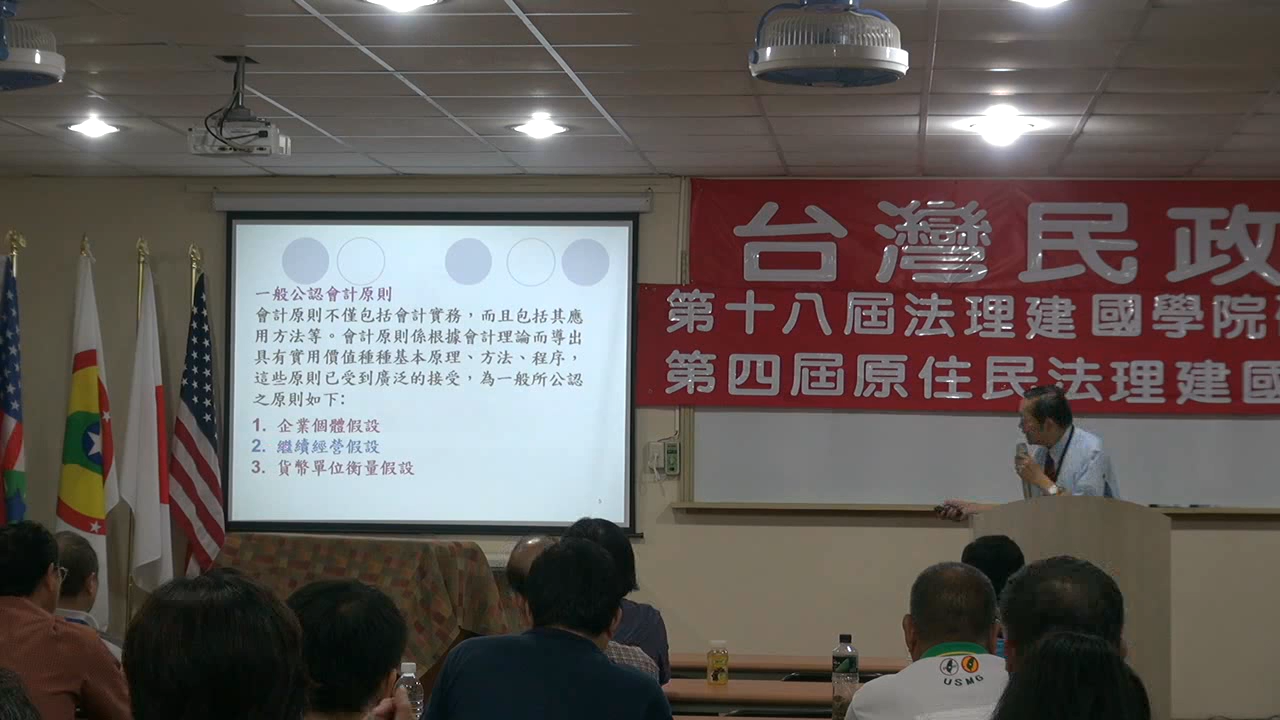 一般公認會計原則
會計原則不僅包括會計實務，而且包括其應
用方法等。會計原則係根據會計理論而導出
具有實用價值種種基本原理、方法、程序，
這些原則已受到廣泛的接受，為一般所公認
之原則如下：
1. 企業個體假設
2. 繼續經營假設
3. 貨幣單位衡量假設
台灣民政
第十八屆法理建國學院
第四屆原住民法理建國
USMG